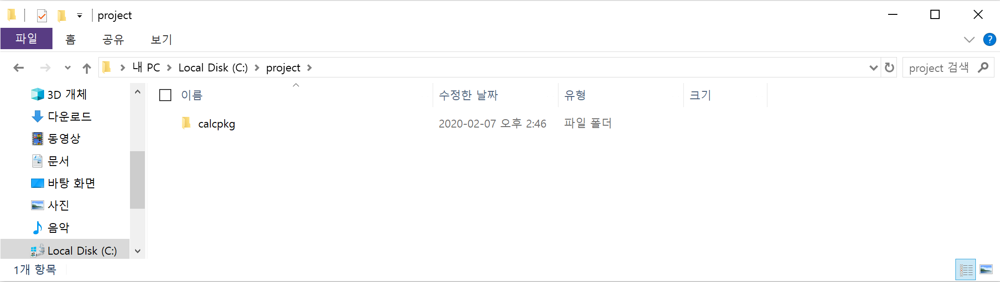 project
파일 홈 공유 보기
내 PC Local Disk (C:) project
project 검색
이름 수정한 날짜 유형 크기
calcpkg 2020-02-07 오후 2:46 파일 폴더
3D 개체
다운로드
동영상
문서
바탕 화면
사진
음악
Local Disk (C:)
1개 항목